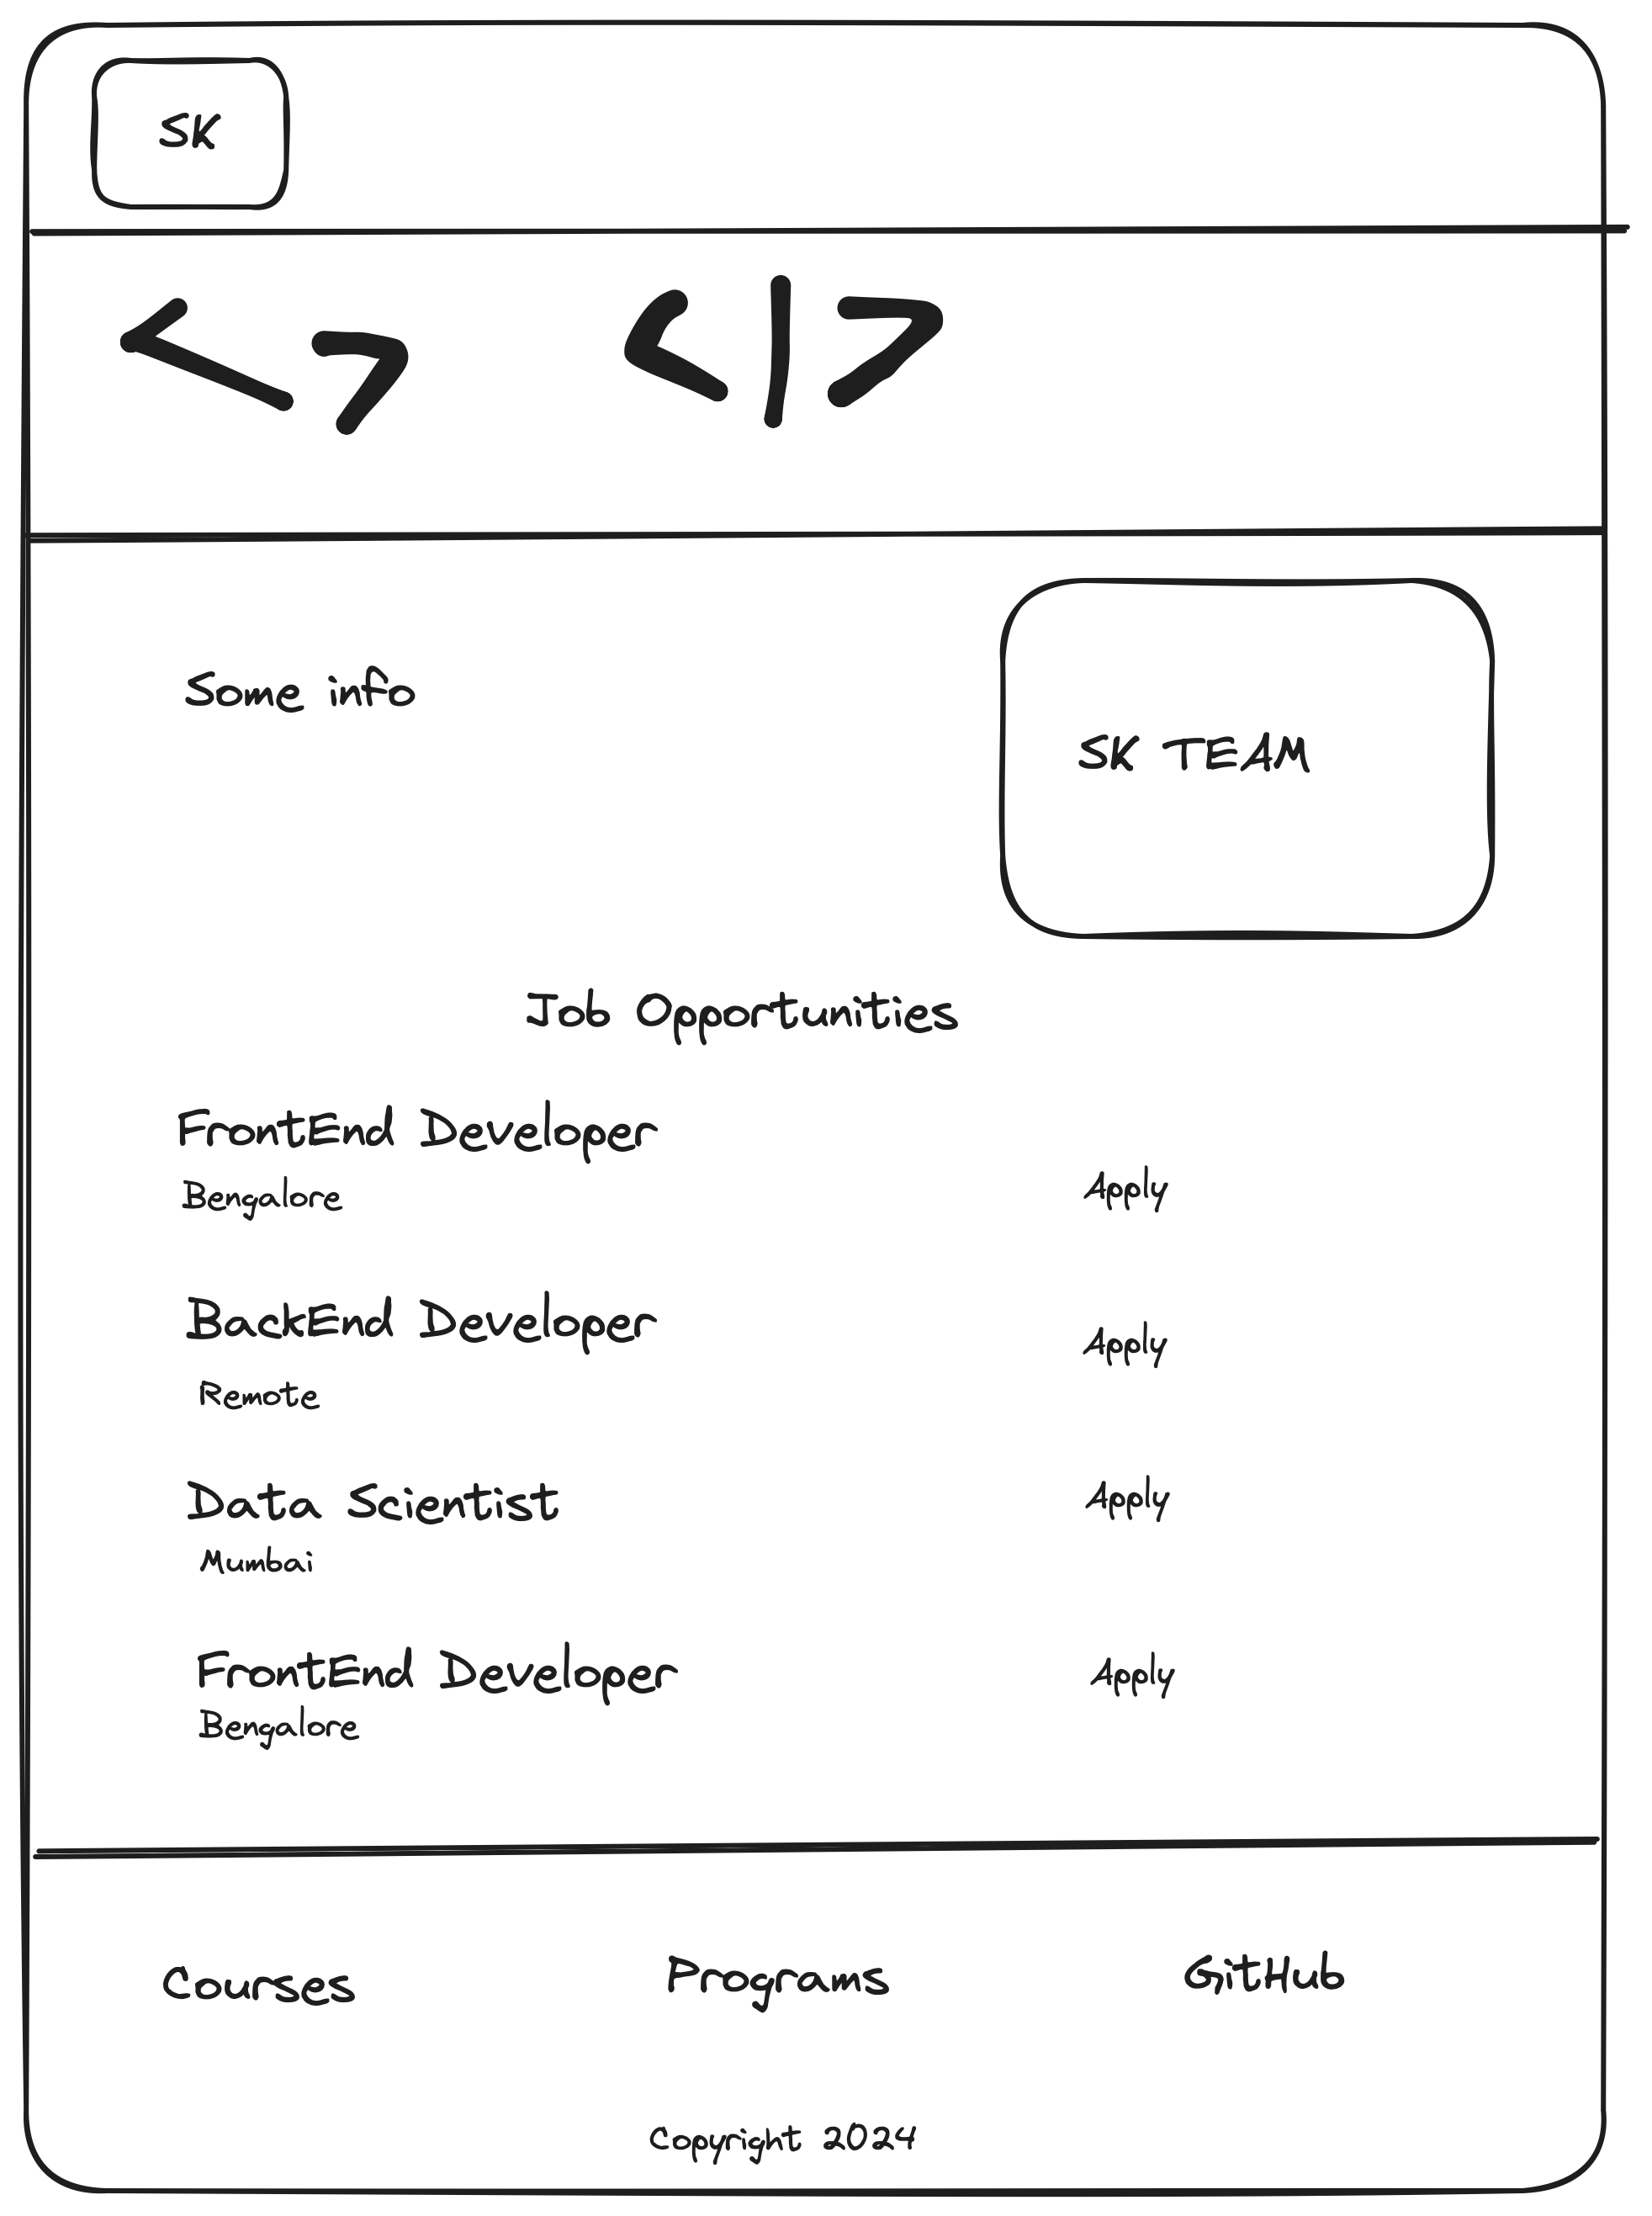 SK
< > < | >
Some info
SK TEAM
Job Opportunities
FrontEnd Developer
Bengalore
Apply
BackEnd Developer
Apply
Remote
Data Scientist
Apply
Mumbai
FrontEnd Developer
Apply
Bengalore
Courses Programs GitHub
Copyright 2024